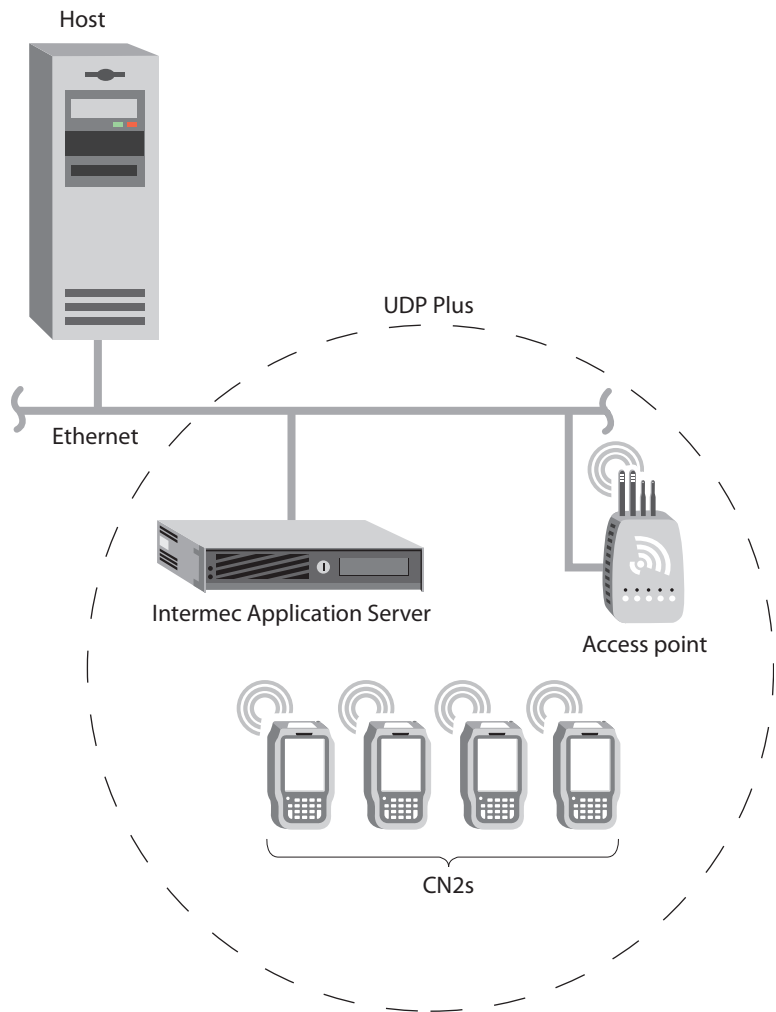 Host
UDP Plus
Ethernet
Intermec Application Server
Access point
CN2s